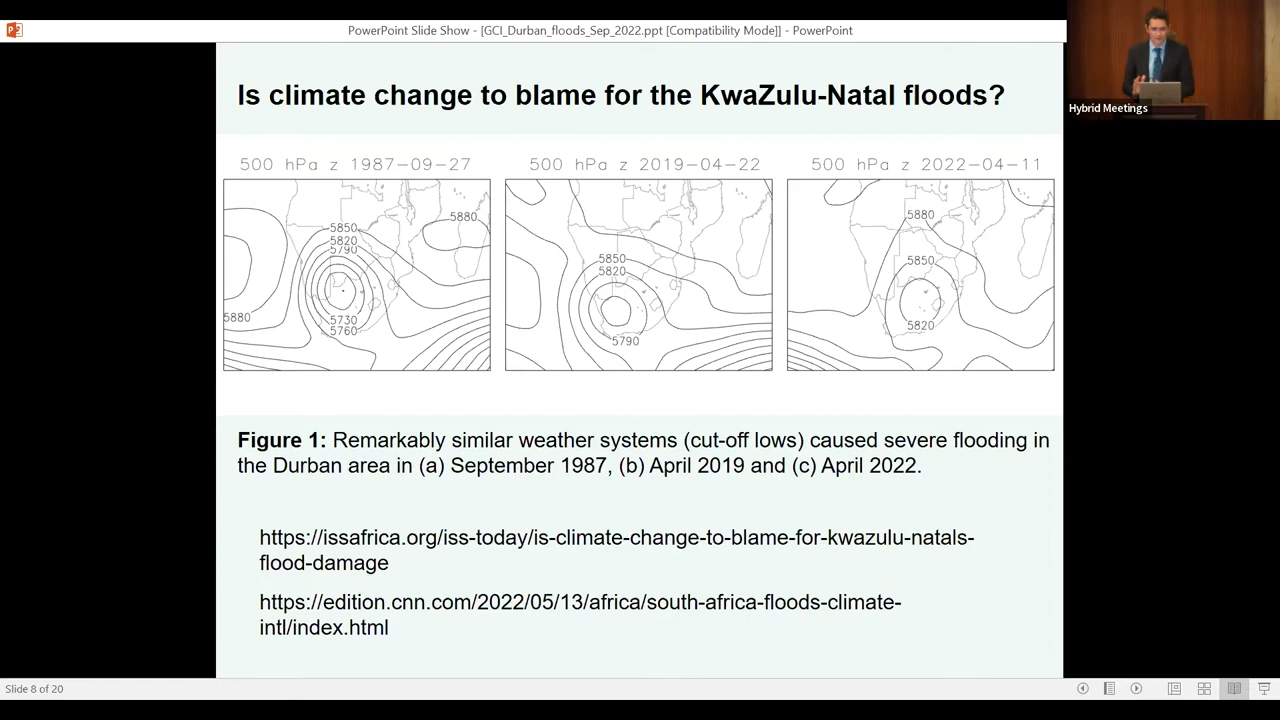 PowerPoint Slide Show - [GCI_Durban_floods_Sep_2022.ppt [Compatibility Mode]] - PowerPoint
Hybrid Meetings
Is climate change to blame for the KwaZulu-Natal floods?
500 hPa z 1987-09-27
500 hPa z 2019-04-22
500 hPa z 2022-04-11
5880
5850
5820
5790
5880
5730
5760
5850
5820
5790
5880
5850
5820
Figure 1: Remarkably similar weather systems (cut-off lows) caused severe flooding in
the Durban area in (a) September 1987, (b) April 2019 and (c) April 2022.
https://issafrica.org/iss-today/is-climate-change-to-blame-for-kwazulu-natals-
flood-damage
https://edition.cnn.com/2022/05/13/africa/south-africa-floods-climate-
intl/index.html
Slide 8 of 20